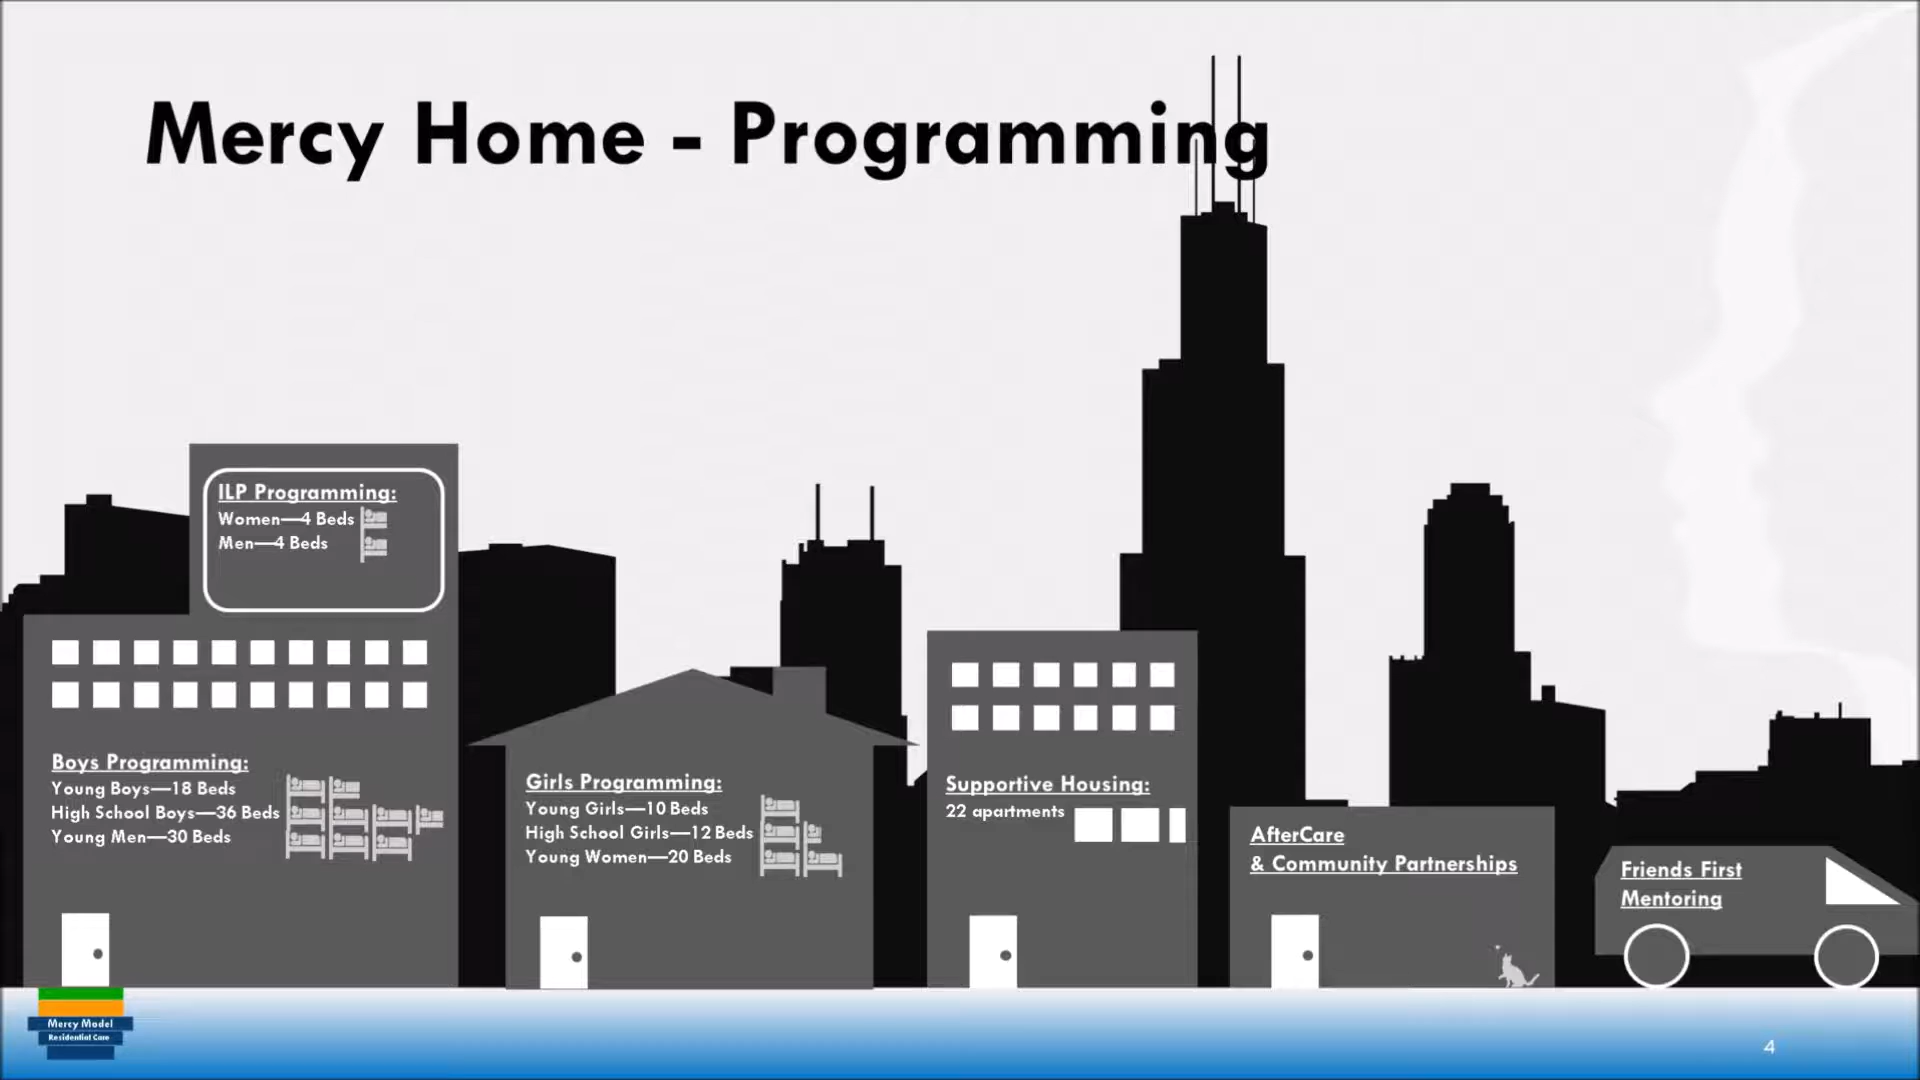 Mercy Home - Programming
ILP Programming:
Women—4 Beds
Men—4 Beds
Boys Programming:
Young Boys—18 Beds
High School Boys—36 Beds
Young Men—30 Beds
Girls Programming:
Young Girls—10 Beds
High School Girls—12 Beds
Young Women—20 Beds
Supportive Housing:
22 apartments
AfterCare
& Community Partnerships
Friends First
Mentoring
Mercy Model
Residential Care
4